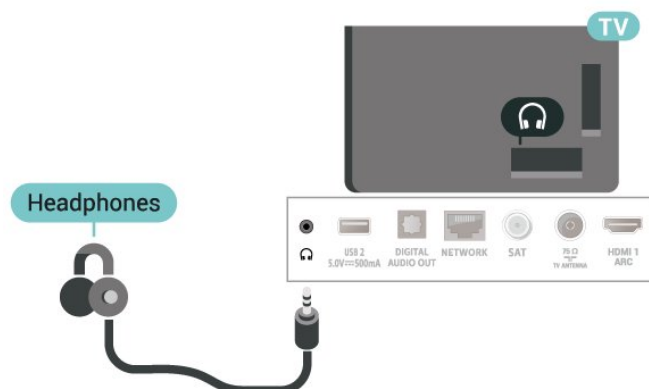 TV
Headphones
USB 2
5.0V⎓500mA
DIGITAL
AUDIO OUT
NETWORK
SAT
75 Ω
TV ANTENNA
HDMI 1
ARC